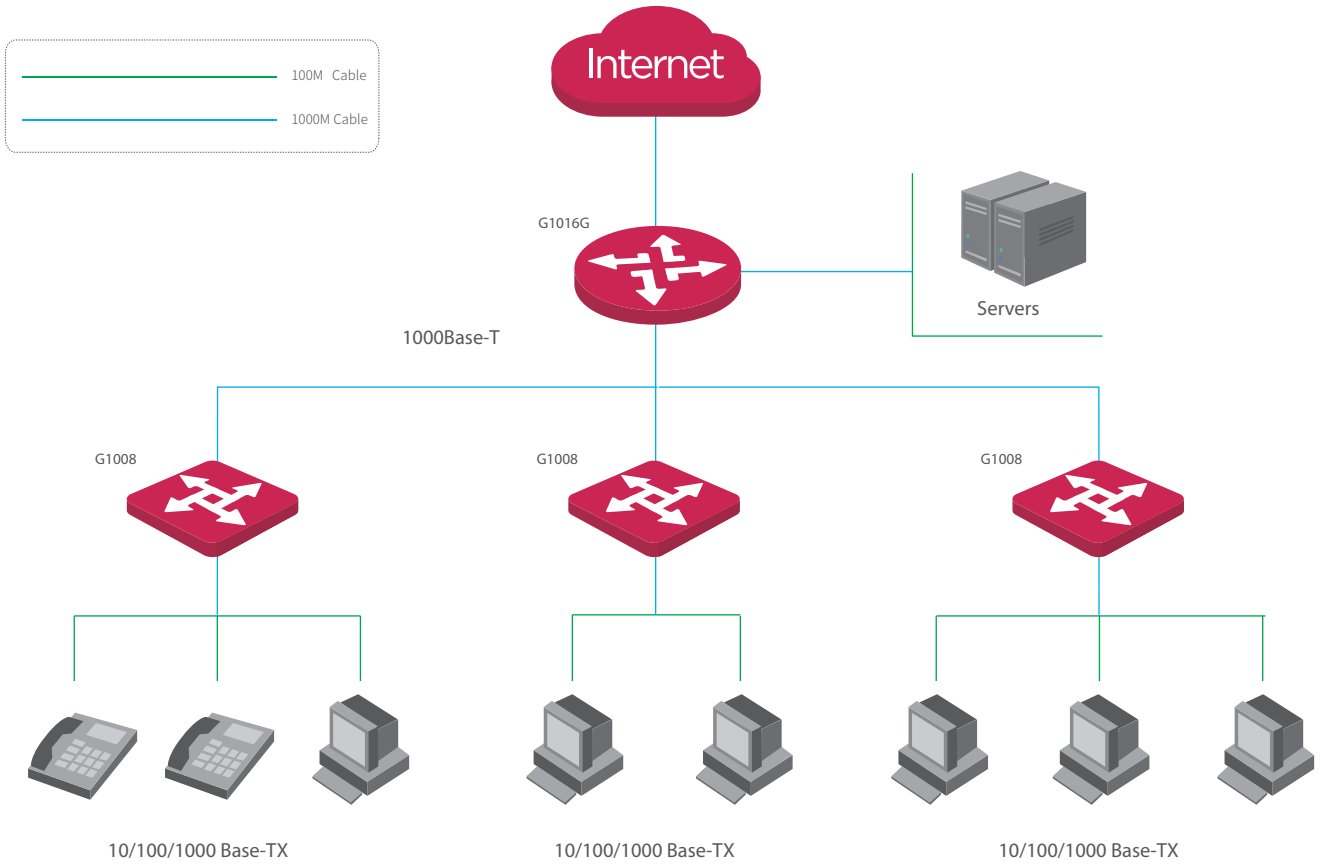 Internet
100M Cable
1000M Cable
G1016G
Servers
1000Base-T
G1008
G1008
G1008
10/100/1000 Base-TX
10/100/1000 Base-TX
10/100/1000 Base-TX